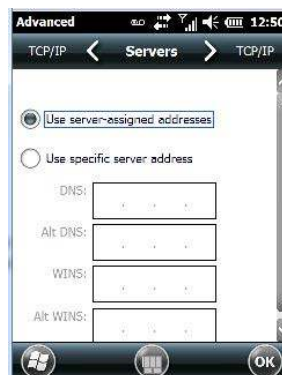 Advanced 12:50
TCP/IP Servers TCP/IP
Use server-assigned addresses
Use specific server address
DNS: . . .
Alt DNS: . . .
WINS: . . .
Alt WINS: . . .
OK